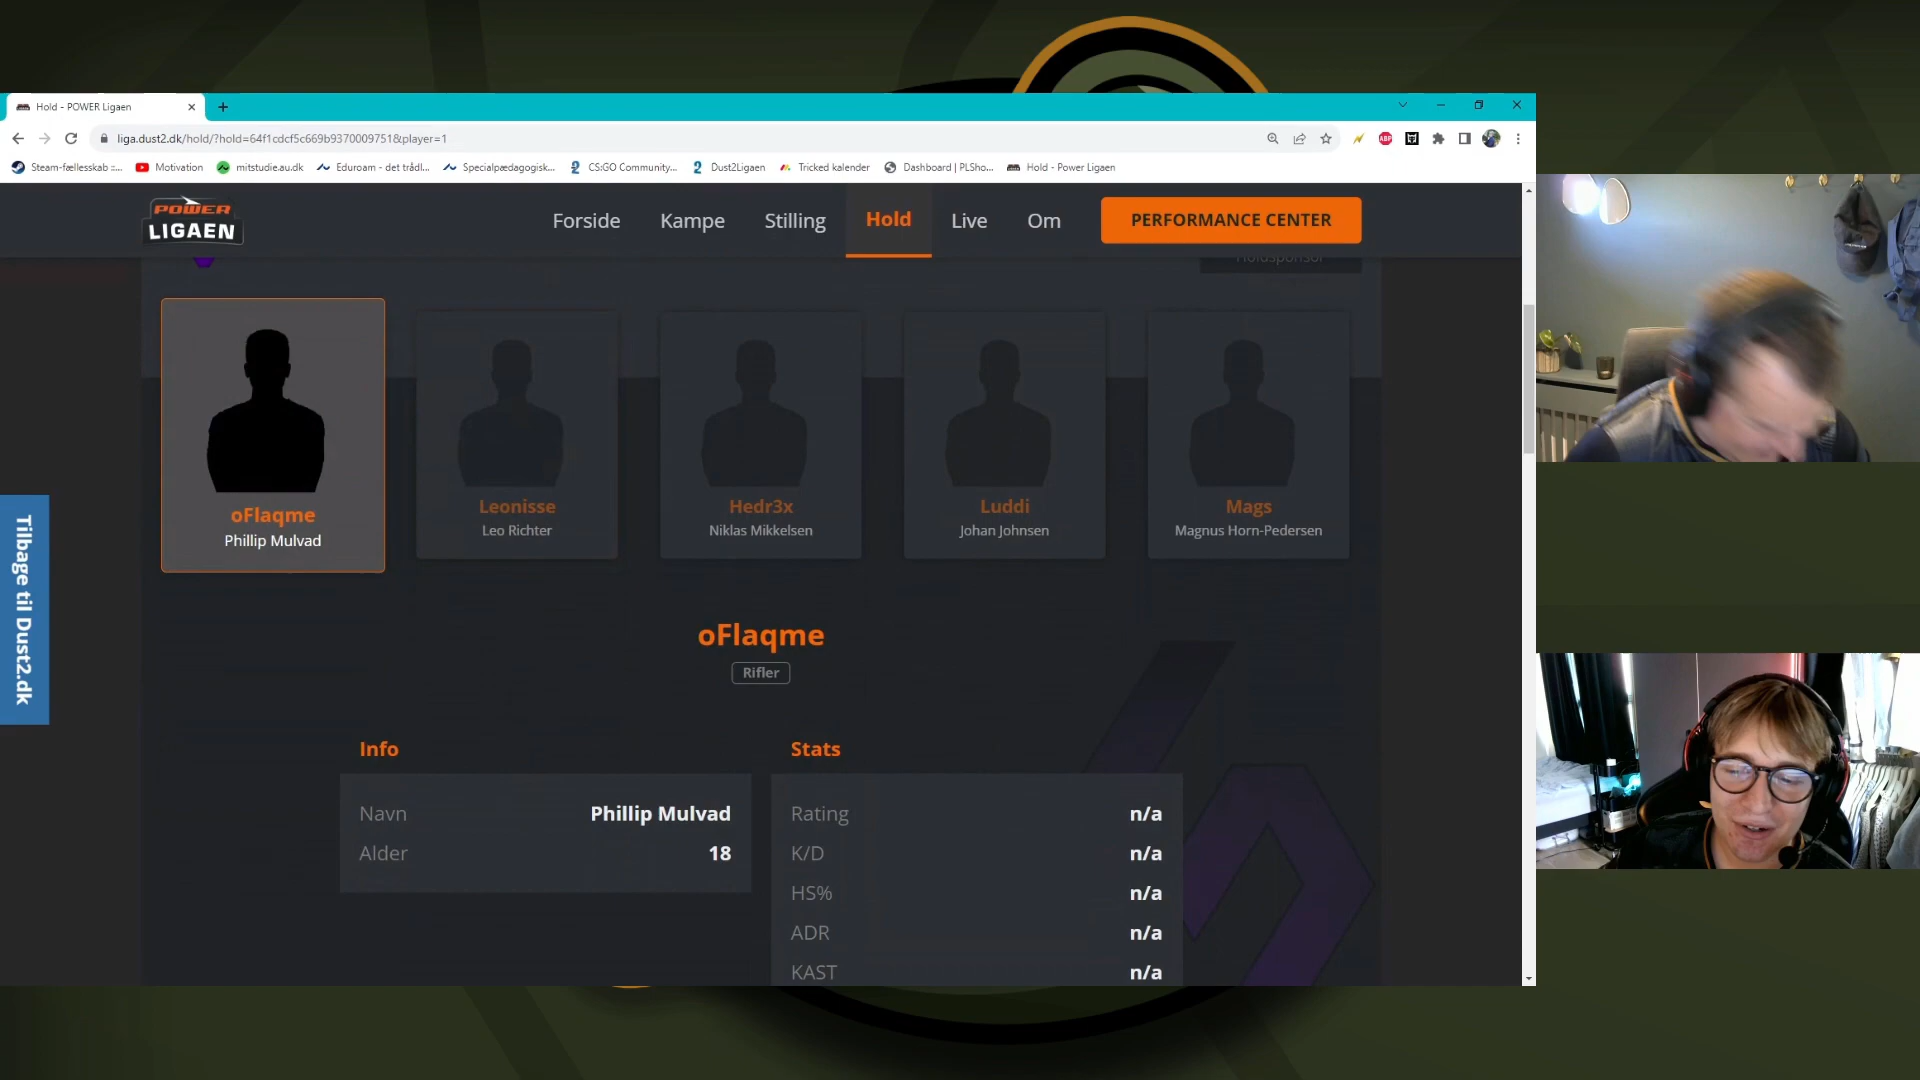 Hold - POWER Ligaen
liga.dust2.dk/hold/?hold=64f1cdcf5c669b9370009751&player=1
Steam-fællesskab ::...
Motivation
mitstudie.au.dk
Eduroam - det trådl...
Specialpædagogisk...
CS:GO Community...
Dust2Ligaen
Tricked kalender
Dashboard | PLSho...
Hold - Power Ligaen
POWER
LIGAEN
Forside
Kampe
Stilling
Hold
Live
Om
PERFORMANCE CENTER
Holdsponsor
oFlaqme
Phillip Mulvad
Leonisse
Leo Richter
Hedr3x
Niklas Mikkelsen
Luddi
Johan Johnsen
Mags
Magnus Horn-Pedersen
Tilbage til Dust2.dk
oFlaqme
Rifler
Info
Navn Phillip Mulvad
Alder 18
Stats
Rating n/a
K/D n/a
HS% n/a
ADR n/a
KAST n/a